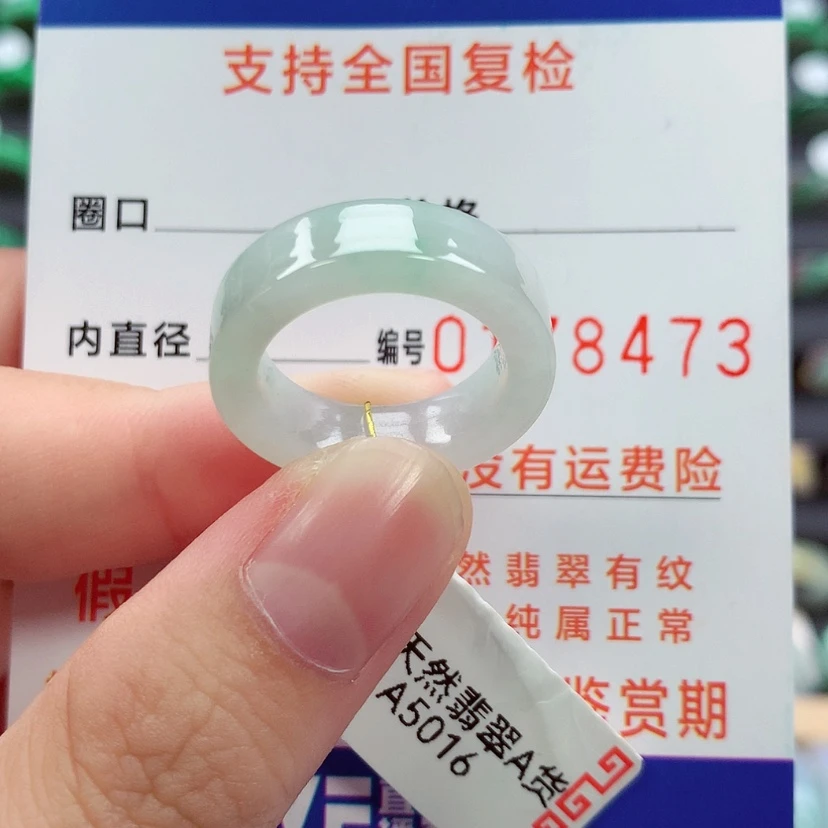 支持全国复检
圈口
内直径 编号 0 8473
没有运费险
假 然翡翠有纹
纯属正常
鉴赏期
天然翡翠A货
A5016